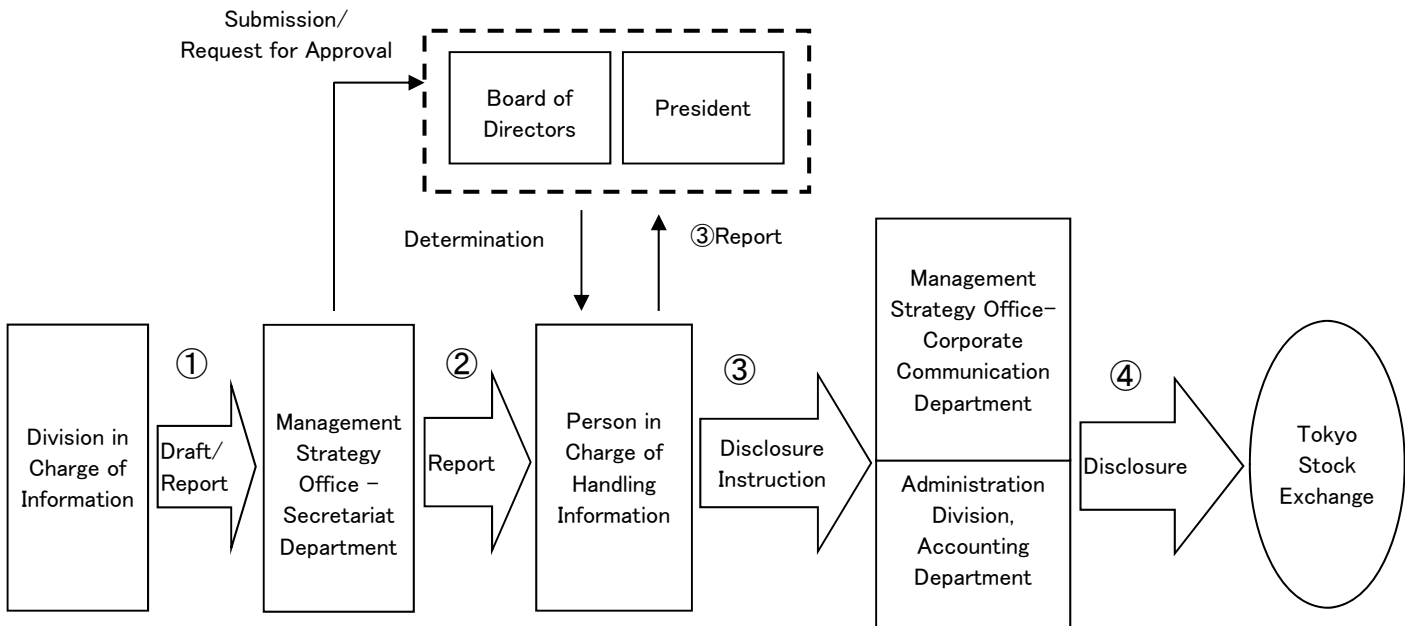 Submission/
Request for Approval
Board of
Directors
President
Determination
③Report
Division in
Charge of
Information
①
Draft/
Report
Management
Strategy
Office −
Secretariat
Department
②
Report
Person in
Charge of
Handling
Information
③
Disclosure
Instruction
Management
Strategy Office−
Corporate
Communication
Department
Administration
Division,
Accounting
Department
④
Disclosure
Tokyo
Stock
Exchange